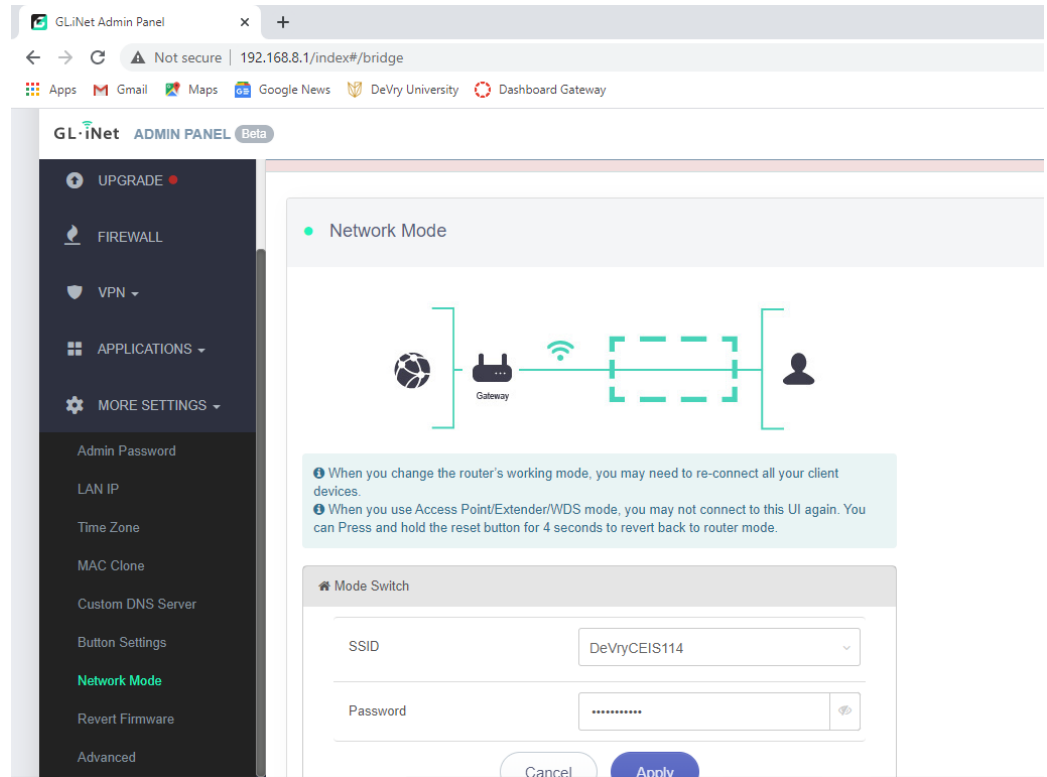 GL.iNet Admin Panel
Not secure | 192.168.8.1/index#/bridge
Apps Gmail Maps GE Google News DeVry University Dashboard Gateway
GL·iNet ADMIN PANEL Beta
UPGRADE
FIREWALL
VPN
APPLICATIONS
MORE SETTINGS
Admin Password
LAN IP
Time Zone
MAC Clone
Custom DNS Server
Button Settings
Network Mode
Revert Firmware
Advanced
Network Mode
Gateway
When you change the router's working mode, you may need to re-connect all your client
devices.
When you use Access Point/Extender/WDS mode, you may not connect to this UI again. You
can Press and hold the reset button for 4 seconds to revert back to router mode.
Mode Switch
SSID DeVryCEIS114
Password •••••••••••
Cancel Apply